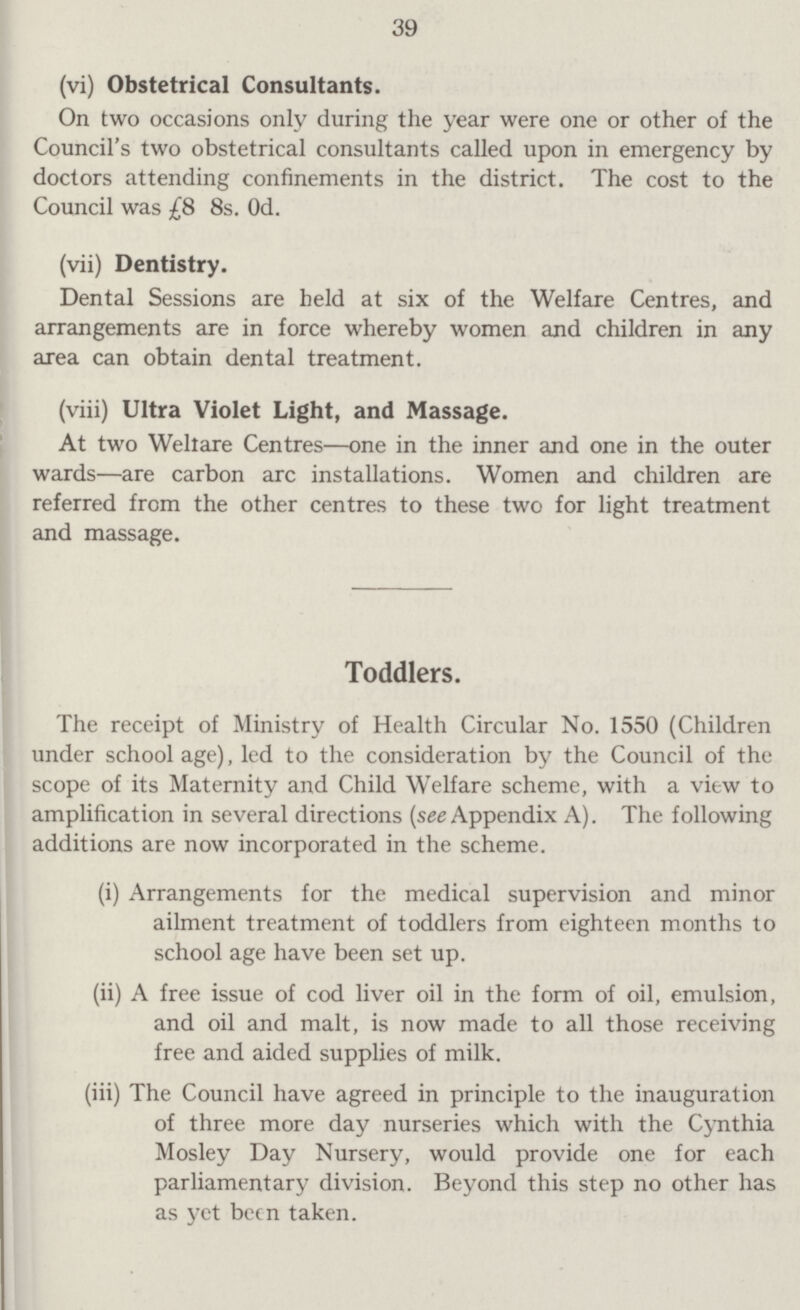 39
(vi) Obstetrical Consultants.
On two occasions only during the year were one or other of the
Council's two obstetrical consultants called upon in emergency by
doctors attending confinements in the district. The cost to the
Council was £8 8s. 0d.
(vii) Dentistry.
Dental Sessions are held at six of the Welfare Centres, and
arrangements are in force whereby women and children in any
area can obtain dental treatment.
(viii) Ultra Violet Light, and Massage.
At two Weltare Centres—one in the inner and one in the outer
wards—are carbon arc installations. Women and children are
referred from the other centres to these two for light treatment
and massage.
Toddlers.
The receipt of Ministry of Health Circular No. 1550 (Children
under school age), led to the consideration by the Council of the
scope of its Maternity and Child Welfare scheme, with a view to
amplification in several directions (see Appendix A). The following
additions are now incorporated in the scheme.
(i) Arrangements for the medical supervision and minor
ailment treatment of toddlers from eighteen months to
school age have been set up.
(ii) A free issue of cod liver oil in the form of oil, emulsion,
and oil and malt, is now made to all those receiving
free and aided supplies of milk.
(iii) The Council have agreed in principle to the inauguration
of three more day nurseries which with the Cynthia
Mosley Day Nursery, would provide one for each
parliamentary division. Beyond this step no other has
as yet been taken.